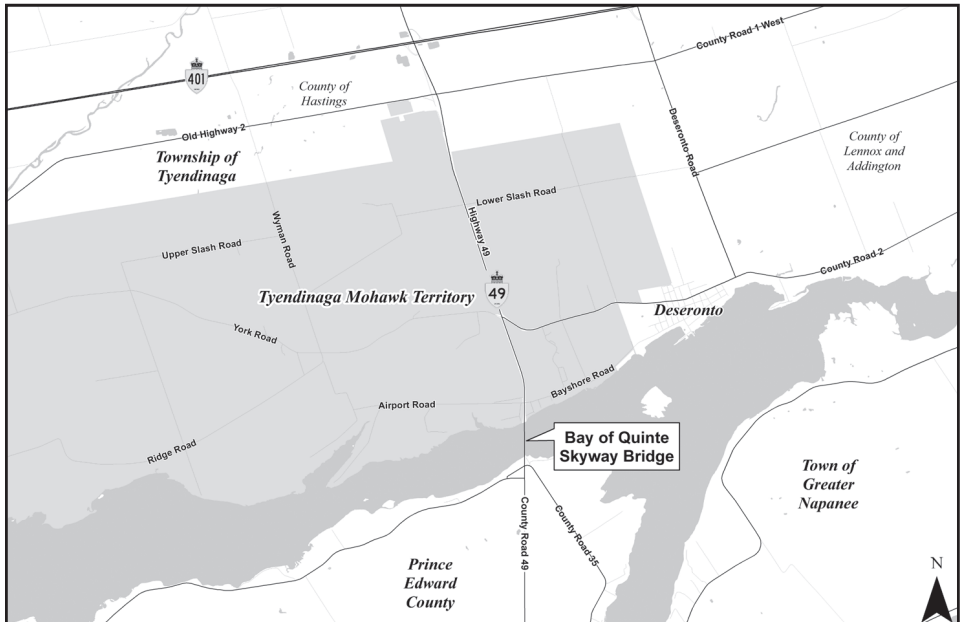 County Road 1 West
401
County of
Hastings
Old Highway 2
Township of
Tyendinaga
Deseronto Road
County of
Lennox and
Addington
Lower Slash Road
Wyman Road
Highway 49
Upper Slash Road
County Road 2
49
Tyendinaga Mohawk Territory
Deseronto
York Road
Bayshore Road
Airport Road
Ridge Road
Bay of Quinte
Skyway Bridge
Town of
Greater
Napanee
County Road 49
County Road 35
Prince
Edward
County
N